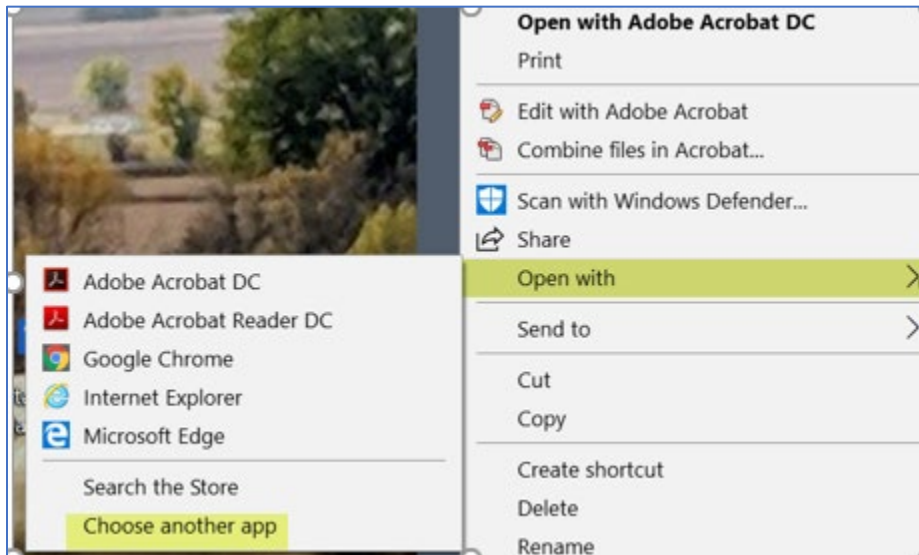 Open with Adobe Acrobat DC
Print
Edit with Adobe Acrobat
Combine files in Acrobat...
Scan with Windows Defender...
Share
Open with
Send to
Cut
Copy
Create shortcut
Delete
Rename
Adobe Acrobat DC
Adobe Acrobat Reader DC
Google Chrome
Internet Explorer
Microsoft Edge
Search the Store
Choose another app